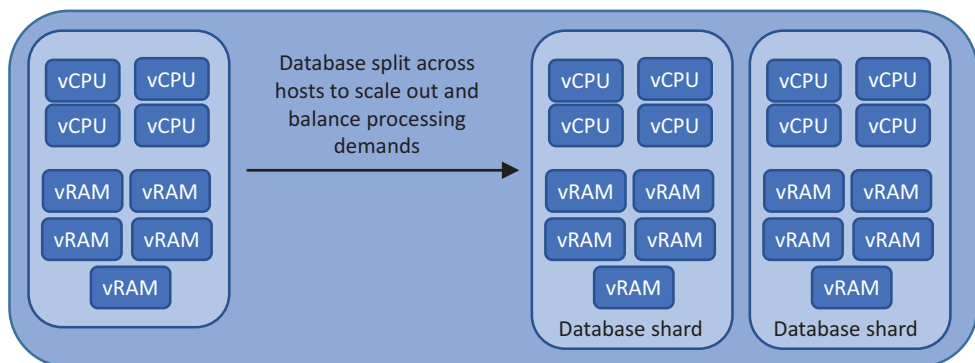 vCPU vCPU
vCPU vCPU
vRAM vRAM
vRAM vRAM
vRAM
Database split across
hosts to scale out and
balance processing
demands
vCPU vCPU
vCPU vCPU
vRAM vRAM
vRAM vRAM
vRAM
Database shard
vCPU vCPU
vCPU vCPU
vRAM vRAM
vRAM vRAM
vRAM
Database shard